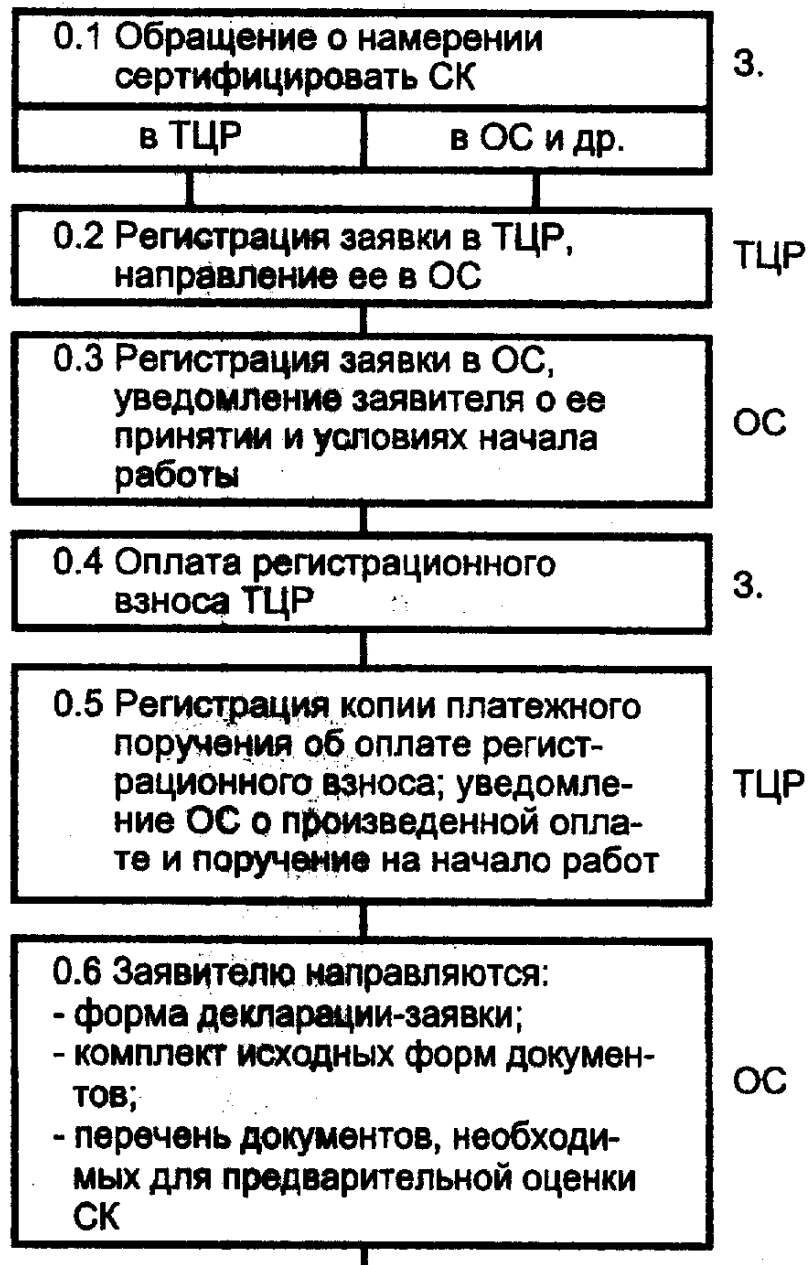 0.1 Обращение о намерении
сертифицировать СК
З.
в ТЦР
в ОС и др.
0.2 Регистрация заявки в ТЦР,
направление ее в ОС
ТЦР
0.3 Регистрация заявки в ОС,
уведомление заявителя о ее
принятии и условиях начала
работы
ОС
0.4 Оплата регистрационного
взноса ТЦР
З.
0.5 Регистрация копии платежного
поручения об оплате регист-
рационного взноса; уведомле-
ние ОС о произведенной опла-
те и поручение на начало работ
ТЦР
0.6 Заявителю направляются:
- форма декларации-заявки;
- комплект исходных форм докумен-
тов;
- перечень документов, необходи-
мых для предварительной оценки
СК
ОС